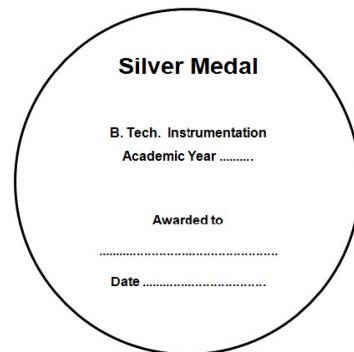 Silver Medal
B. Tech. Instrumentation
Academic Year ..........
Awarded to
......................................................
Date .....................................